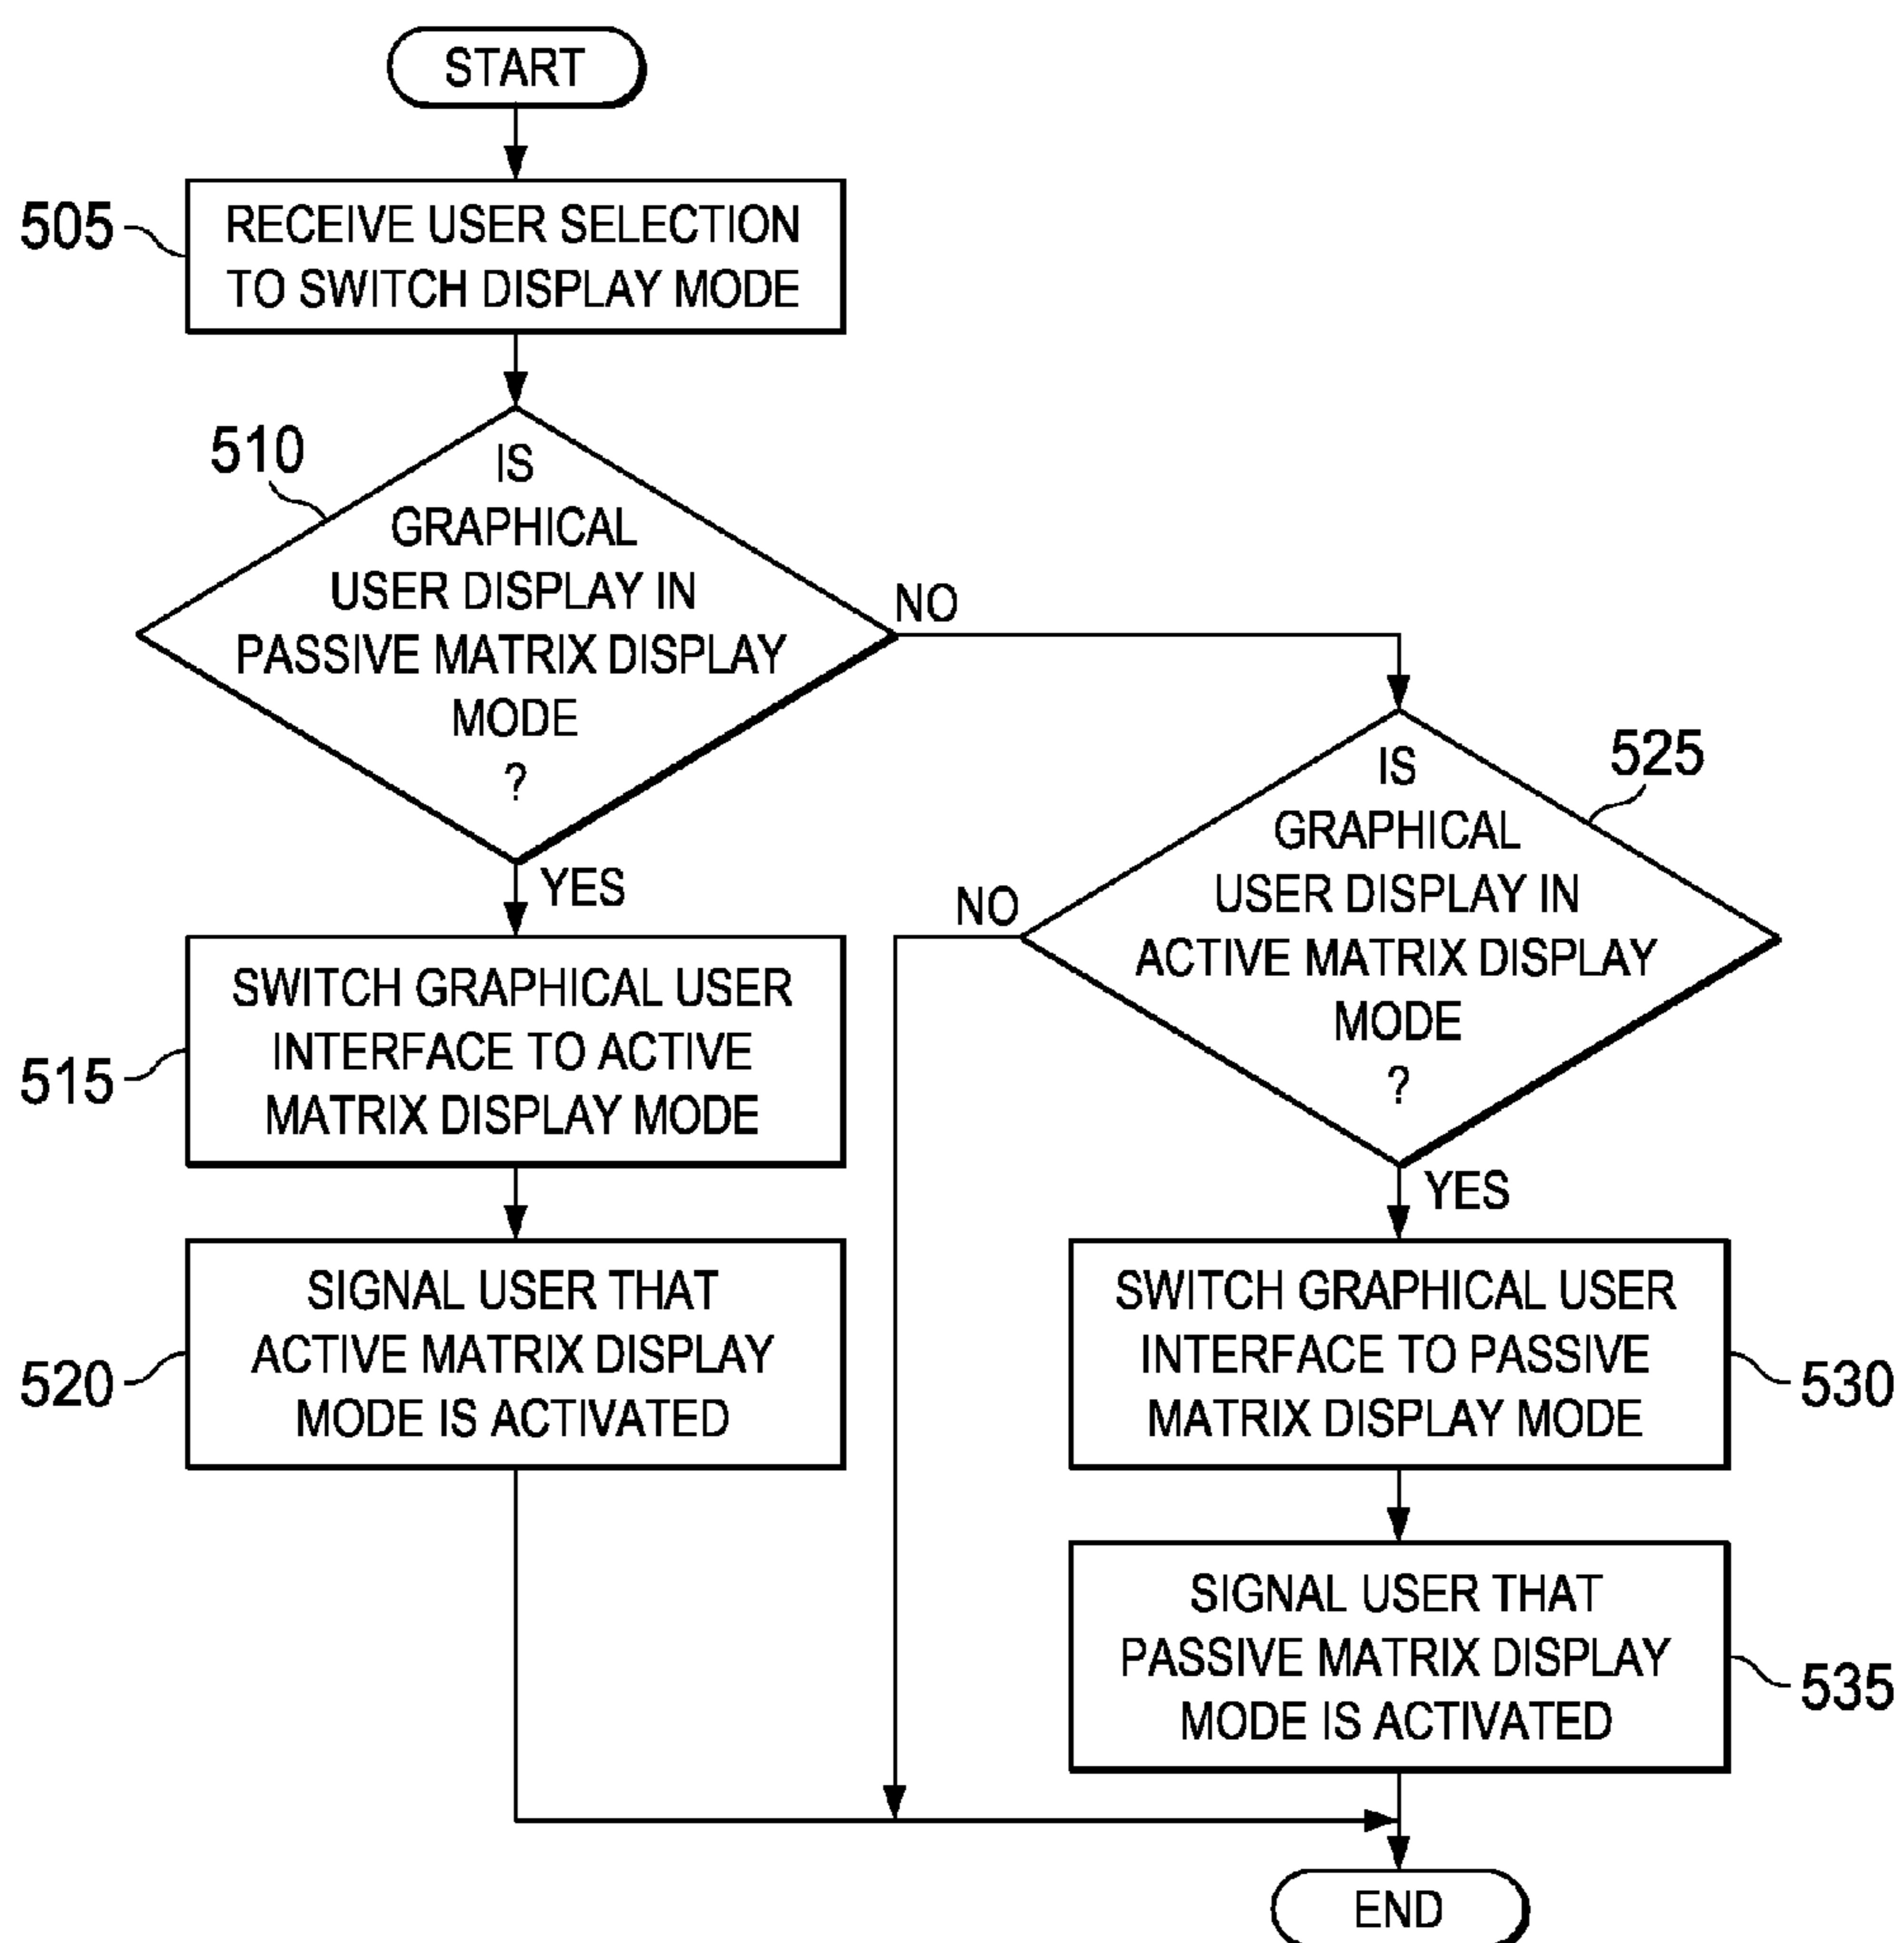 START
505
RECEIVE USER SELECTION
TO SWITCH DISPLAY MODE
510
IS
GRAPHICAL
USER DISPLAY IN
PASSIVE MATRIX DISPLAY
MODE
?
NO
YES
525
IS
GRAPHICAL
USER DISPLAY IN
ACTIVE MATRIX DISPLAY
MODE
?
NO
YES
515
SWITCH GRAPHICAL USER
INTERFACE TO ACTIVE
MATRIX DISPLAY MODE
520
SIGNAL USER THAT
ACTIVE MATRIX DISPLAY
MODE IS ACTIVATED
SWITCH GRAPHICAL USER
INTERFACE TO PASSIVE
MATRIX DISPLAY MODE
530
SIGNAL USER THAT
PASSIVE MATRIX DISPLAY
MODE IS ACTIVATED
535
END